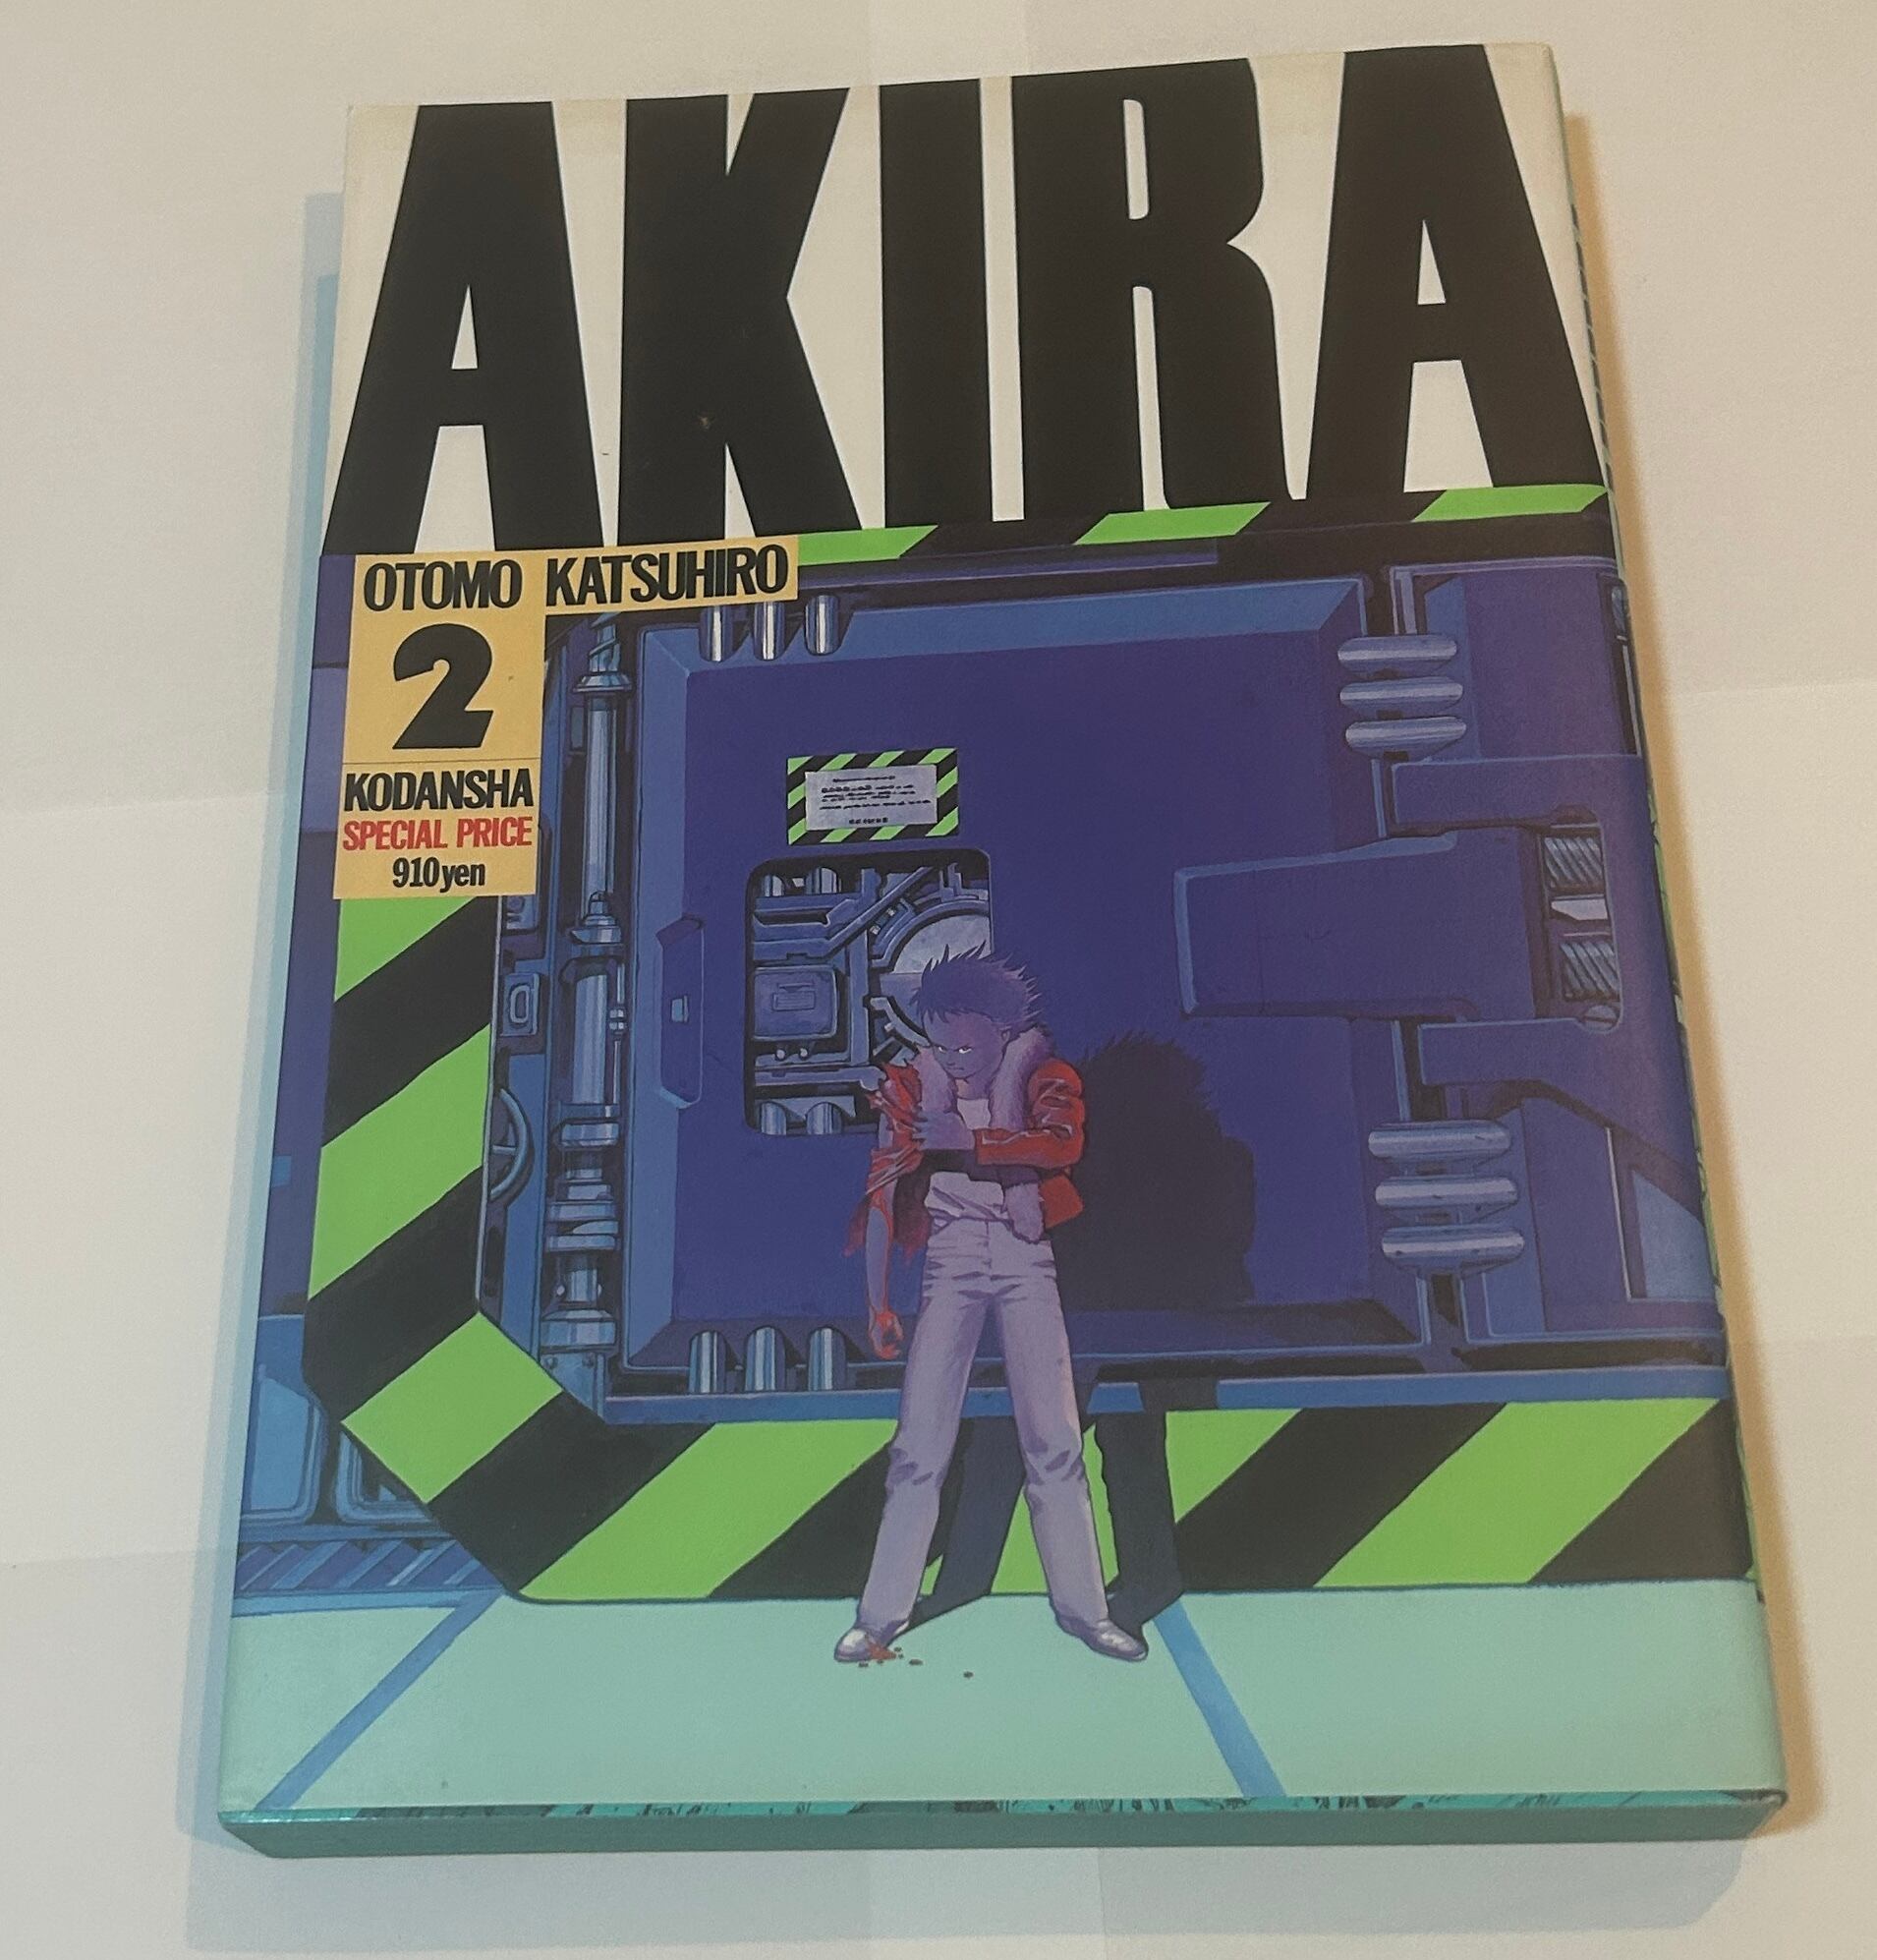 AKIRA
OTOMO KATSUHIRO
2
KODANSHA
SPECIAL PRICE
910yen